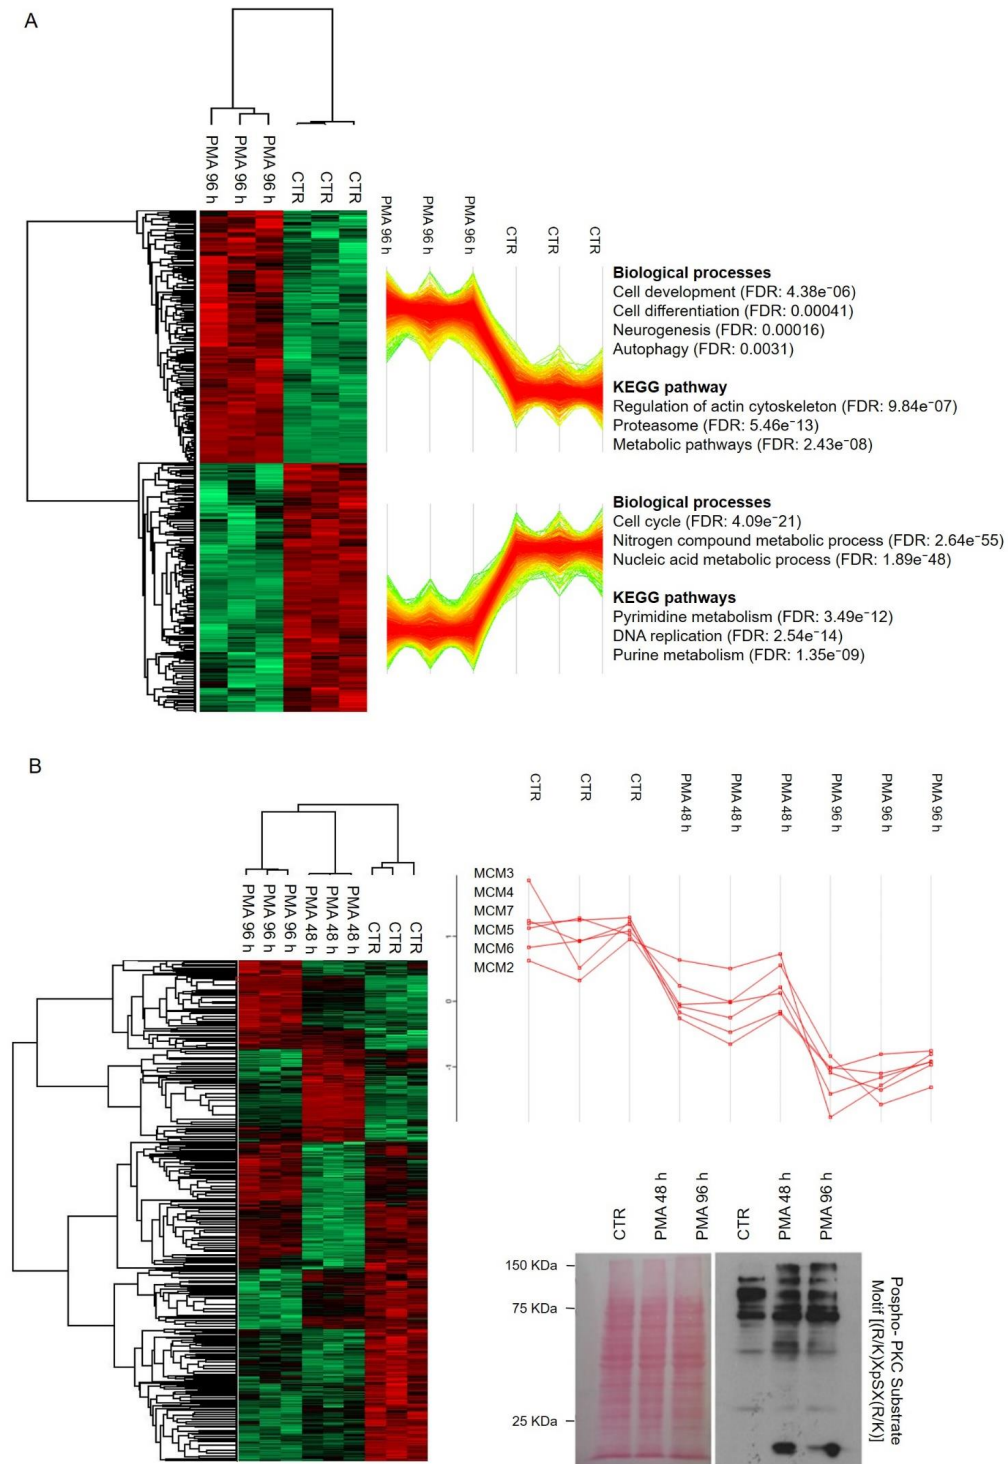 A
PMA 96 h
PMA 96 h
PMA 96 h
CTR
CTR
CTR
PMA 96 h
PMA 96 h
PMA 96 h
CTR
CTR
CTR
Biological processes
Cell development (FDR: 4.38e⁻06)
Cell differentiation (FDR: 0.00041)
Neurogenesis (FDR: 0.00016)
Autophagy (FDR: 0.0031)
KEGG pathway
Regulation of actin cytoskeleton (FDR: 9.84e⁻07)
Proteasome (FDR: 5.46e⁻13)
Metabolic pathways (FDR: 2.43e⁻08)
Biological processes
Cell cycle (FDR: 4.09e⁻21)
Nitrogen compound metabolic process (FDR: 2.64e⁻55)
Nucleic acid metabolic process (FDR: 1.89e⁻48)
KEGG pathways
Pyrimidine metabolism (FDR: 3.49e⁻12)
DNA replication (FDR: 2.54e⁻14)
Purine metabolism (FDR: 1.35e⁻09)
B
PMA 96 h
PMA 96 h
PMA 96 h
PMA 48 h
PMA 48 h
PMA 48 h
CTR
CTR
CTR
CTR
CTR
CTR
PMA 48 h
PMA 48 h
PMA 48 h
PMA 96 h
PMA 96 h
PMA 96 h
MCM3
MCM4
MCM7
MCM5
MCM6
MCM2
1
0
-1
CTR
PMA 48 h
PMA 96 h
CTR
PMA 48 h
PMA 96 h
150 KDa
75 KDa
25 KDa
Pospho- PKC Substrate
Motif [(R/K)XpSX(R/K)]